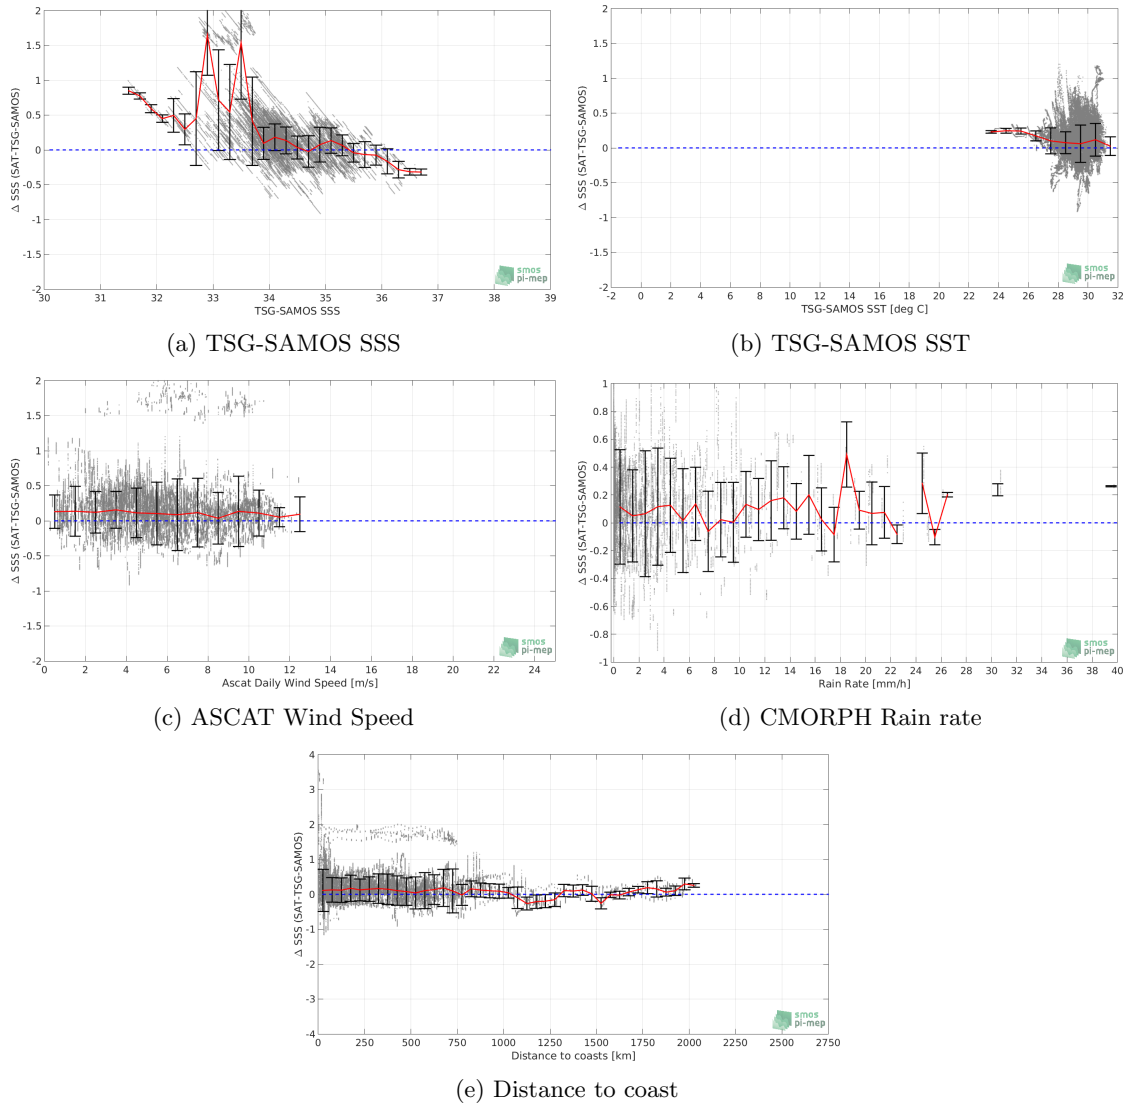 2
1.5
1
0.5
0
-0.5
-1
-1.5
-2
Δ SSS (SAT-TSG-SAMOS)
30 31 32 33 34 35 36 37 38 39
TSG-SAMOS SSS
smos
pi-mep
(a) TSG-SAMOS SSS
2
1.5
1
0.5
0
-0.5
-1
-1.5
-2
Δ SSS (SAT-TSG-SAMOS)
-2 0 2 4 6 8 10 12 14 16 18 20 22 24 26 28 30 32
TSG-SAMOS SST [deg C]
smos
pi-mep
(b) TSG-SAMOS SST
2
1.5
1
0.5
0
-0.5
-1
-1.5
-2
Δ SSS (SAT-TSG-SAMOS)
0 2 4 6 8 10 12 14 16 18 20 22 24
Ascat Daily Wind Speed [m/s]
smos
pi-mep
(c) ASCAT Wind Speed
1
0.8
0.6
0.4
0.2
0
-0.2
-0.4
-0.6
-0.8
-1
Δ SSS (SAT-TSG-SAMOS)
0 2 4 6 8 10 12 14 16 18 20 22 24 26 28 30 32 34 36 38 40
Rain Rate [mm/h]
smos
pi-mep
(d) CMORPH Rain rate
4
3
2
1
0
-1
-2
-3
-4
Δ SSS (SAT-TSG-SAMOS)
0 250 500 750 1000 1250 1500 1750 2000 2250 2500 2750
Distance to coasts [km]
smos
pi-mep
(e) Distance to coast